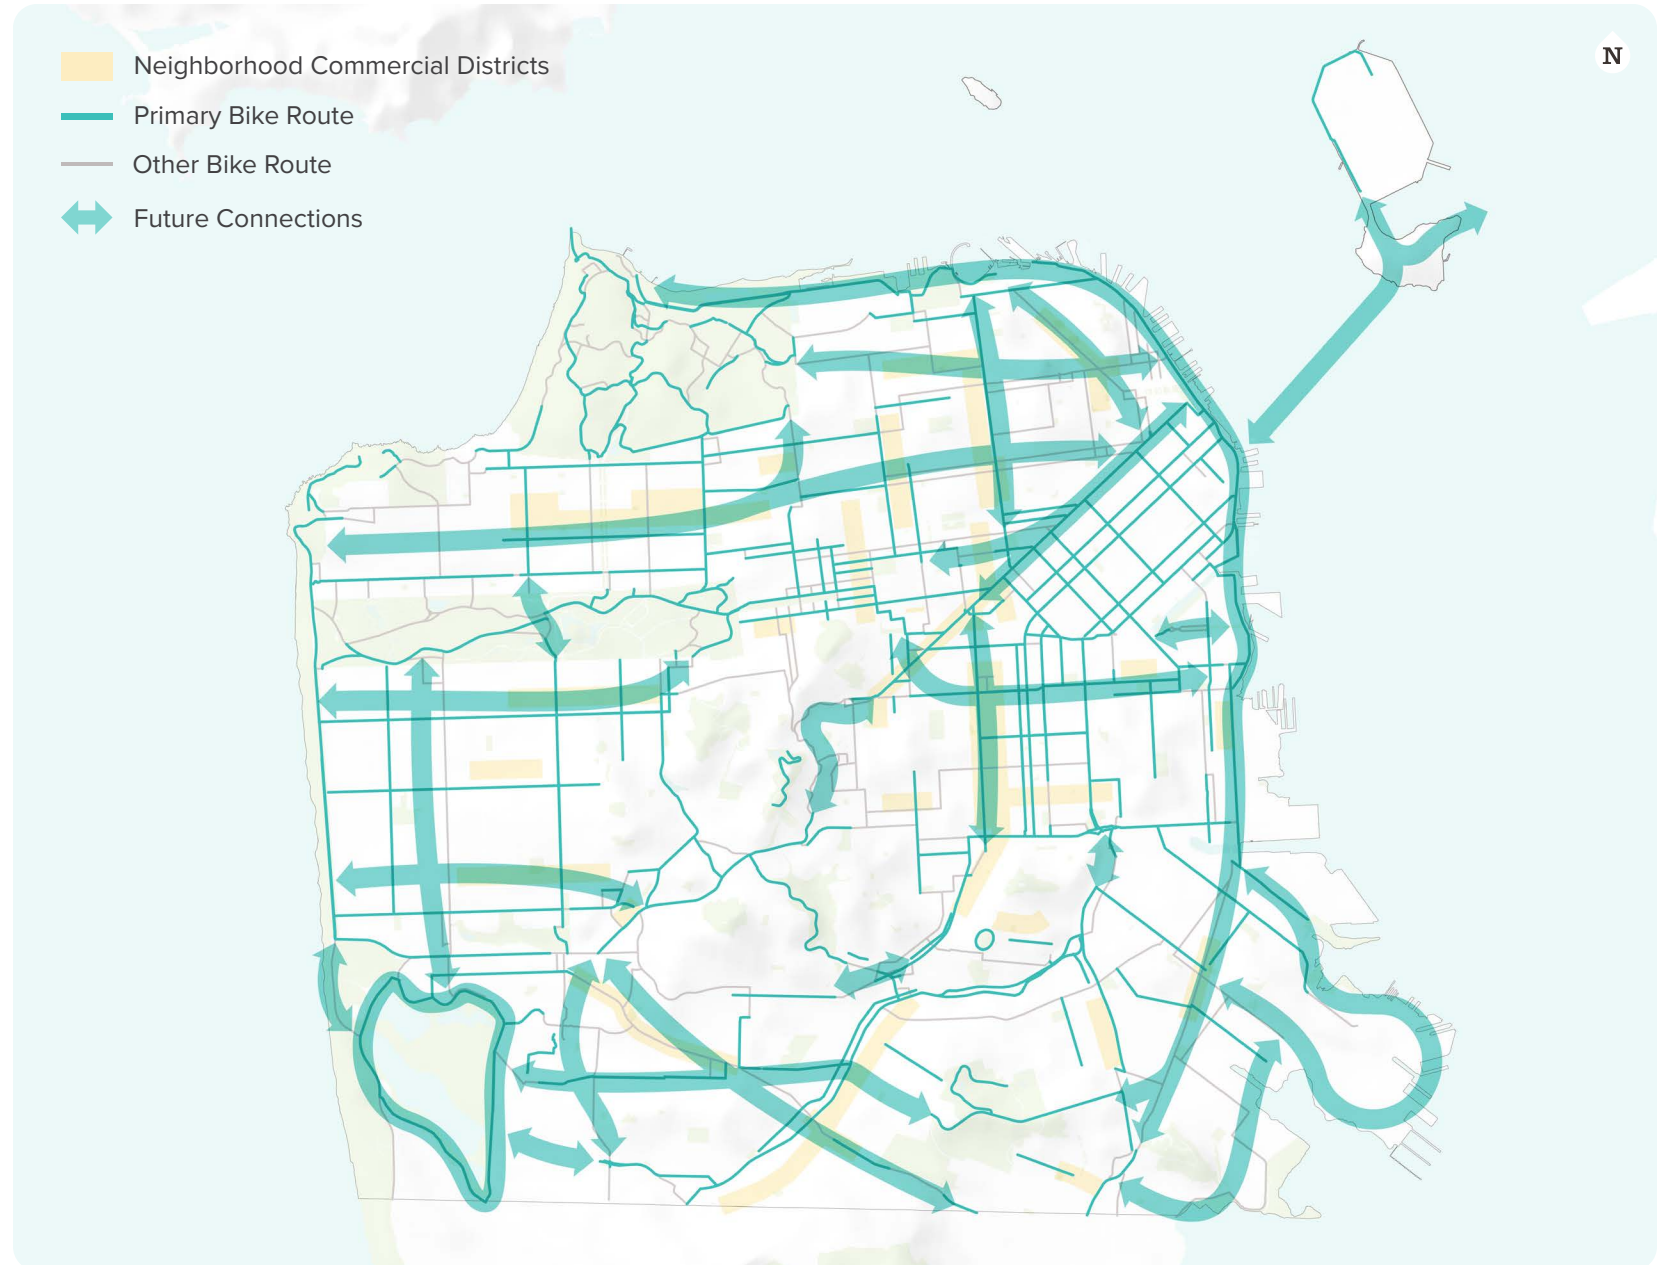 Neighborhood Commercial Districts
Primary Bike Route
Other Bike Route
Future Connections
N